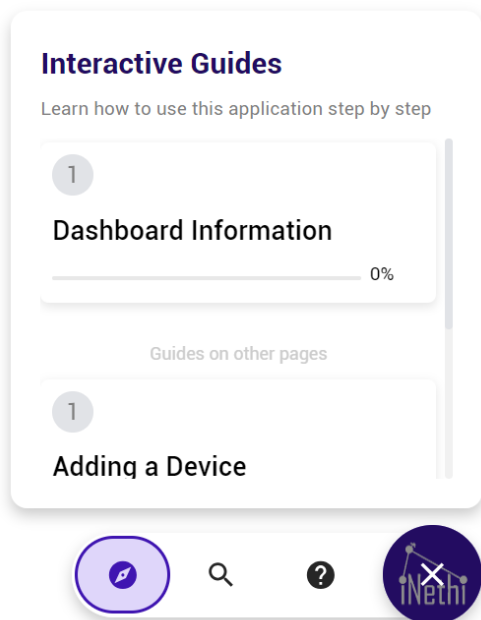 Interactive Guides
Learn how to use this application step by step
1
Dashboard Information
0%
Guides on other pages
1
Adding a Device
?
iNethi